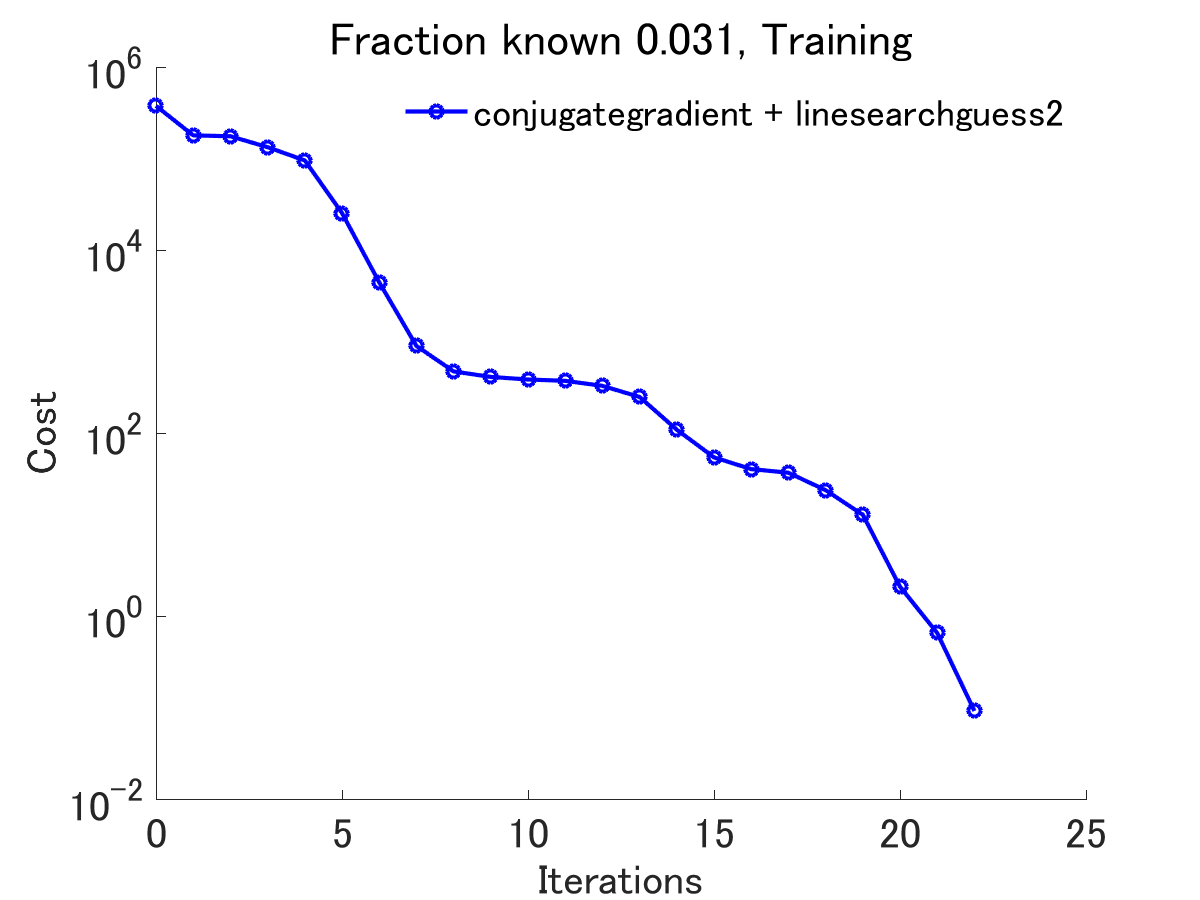 Fraction known 0.031, Training
conjugategradient + linesearchguess2
10^6
10^4
10^2
10^0
10^-2
Cost
0 5 10 15 20 25
Iterations